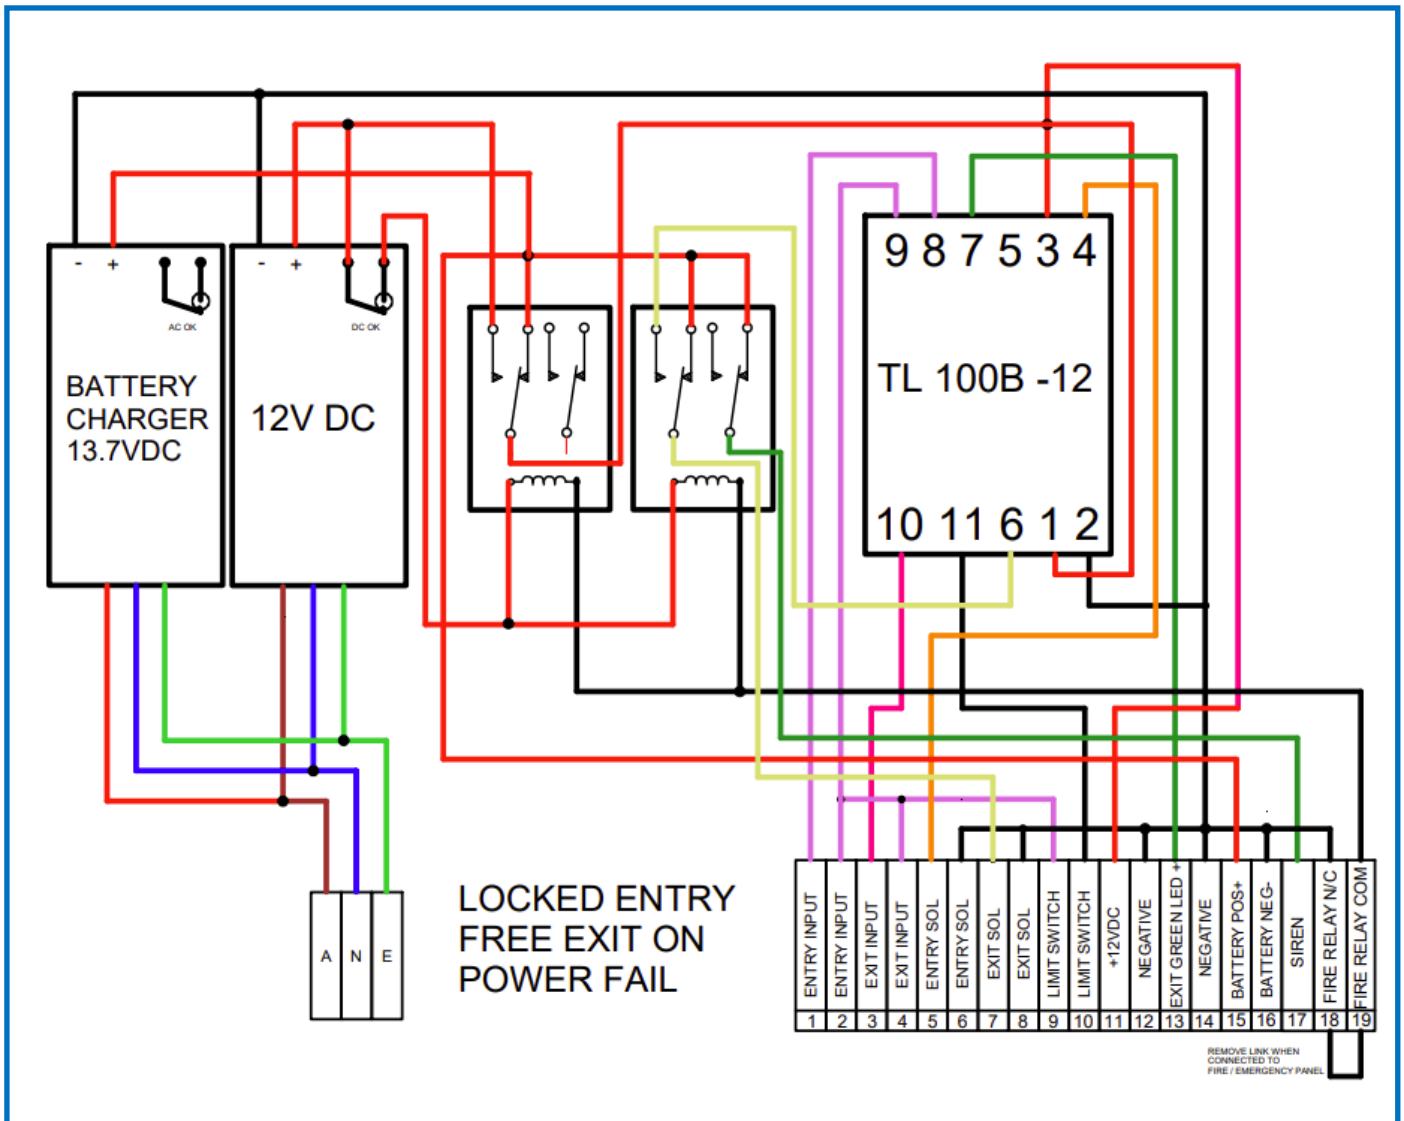 - +
- +
AC OK
DC OK
BATTERY
CHARGER
13.7VDC
12V DC
9 8 7 5 3 4
TL 100B -12
10 11 6 1 2
A N E
LOCKED ENTRY
FREE EXIT ON
POWER FAIL
ENTRY INPUT
ENTRY INPUT
EXIT INPUT
EXIT INPUT
ENTRY SOL
ENTRY SOL
EXIT SOL
EXIT SOL
LIMIT SWITCH
LIMIT SWITCH
+12VDC
NEGATIVE
EXIT GREEN LED +
NEGATIVE
BATTERY POS+
BATTERY NEG-
SIREN
FIRE RELAY N/C
FIRE RELAY COM
1 2 3 4 5 6 7 8 9 10 11 12 13 14 15 16 17 18 19
REMOVE LINK WHEN
CONNECTED TO
FIRE / EMERGENCY PANEL